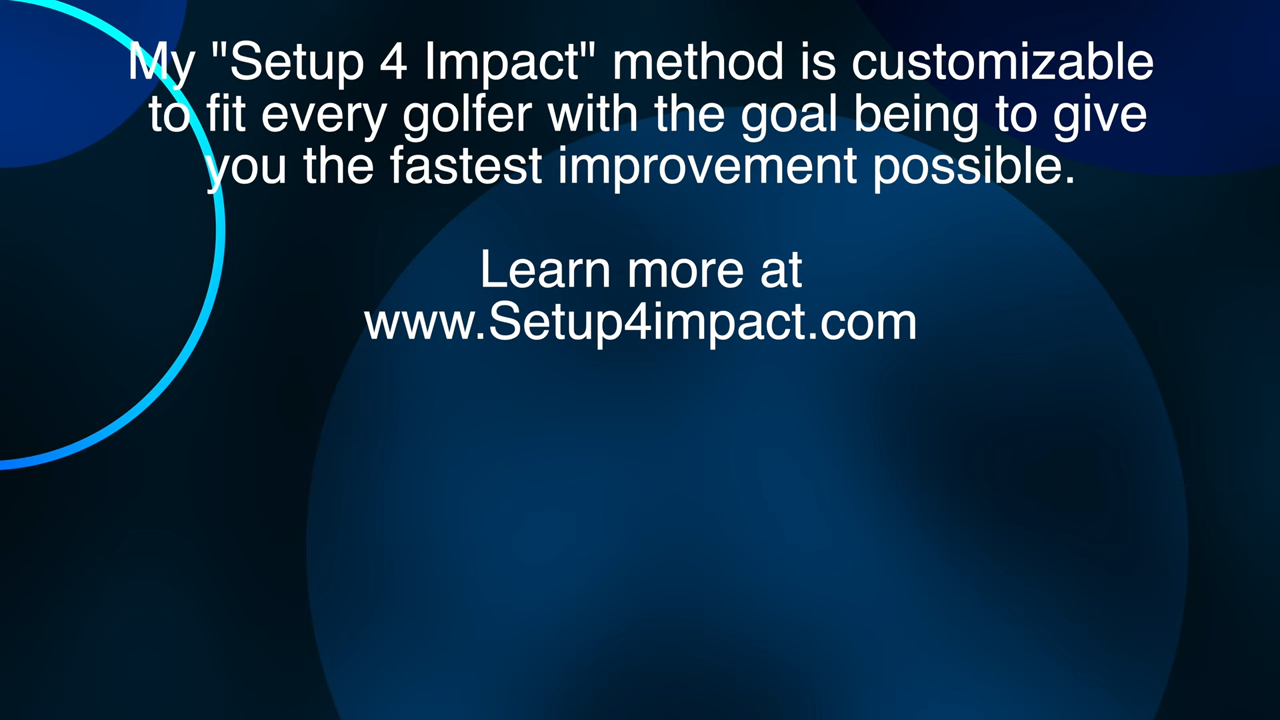 My "Setup 4 Impact" method is customizable
to fit every golfer with the goal being to give
you the fastest improvement possible.
Learn more at
www.Setup4impact.com